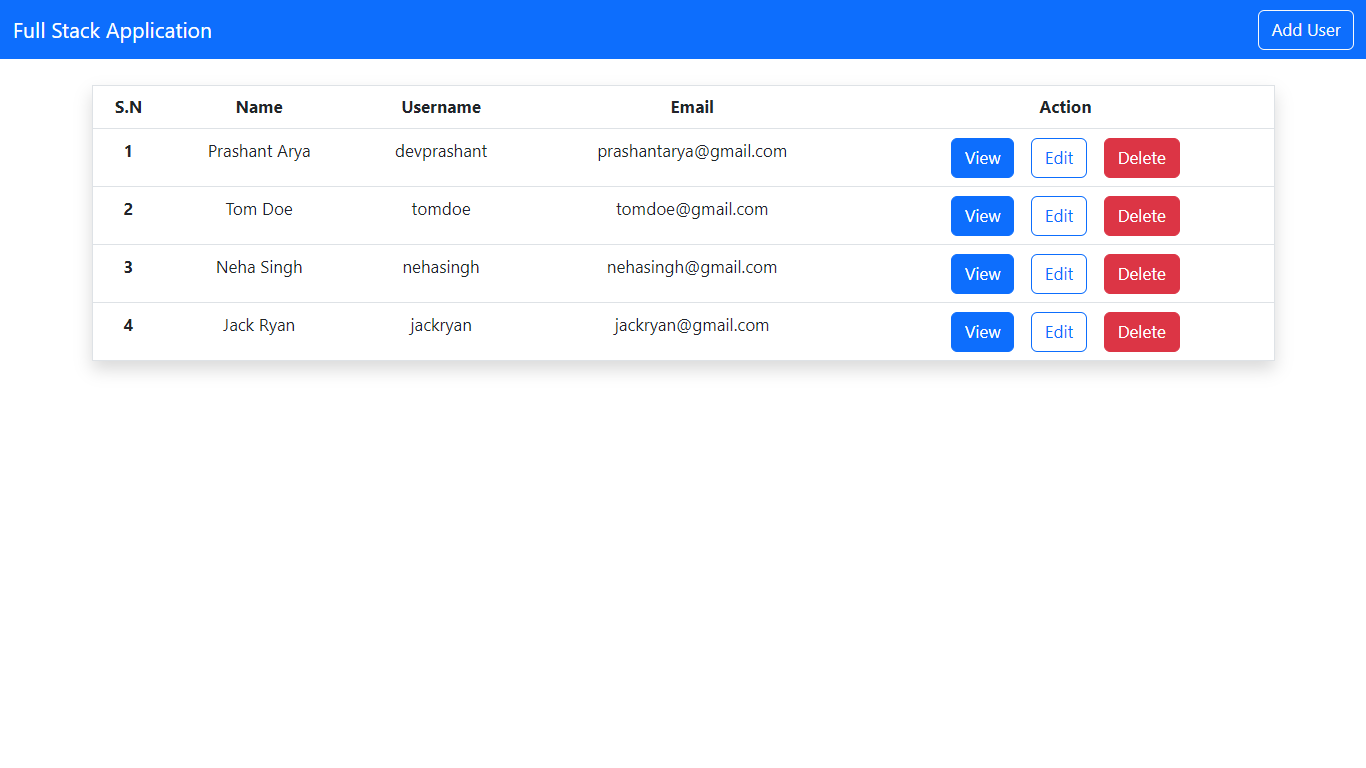 Full Stack Application Add User
S.N Name Username Email Action
1 Prashant Arya devprashant prashantarya@gmail.com View Edit Delete
2 Tom Doe tomdoe tomdoe@gmail.com View Edit Delete
3 Neha Singh nehasingh nehasingh@gmail.com View Edit Delete
4 Jack Ryan jackryan jackryan@gmail.com View Edit Delete